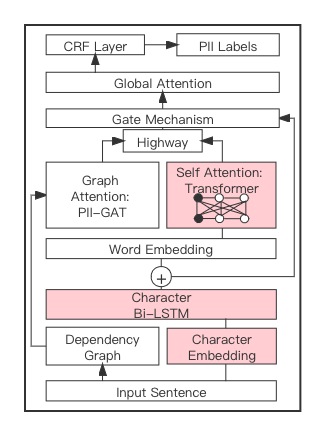 CRF Layer
PII Labels
Global Attention
Gate Mechanism
Highway
Graph
Attention:
PII-GAT
Self Attention:
Transformer
Word Embedding
+
Character
Bi-LSTM
Dependency
Graph
Character
Embedding
Input Sentence